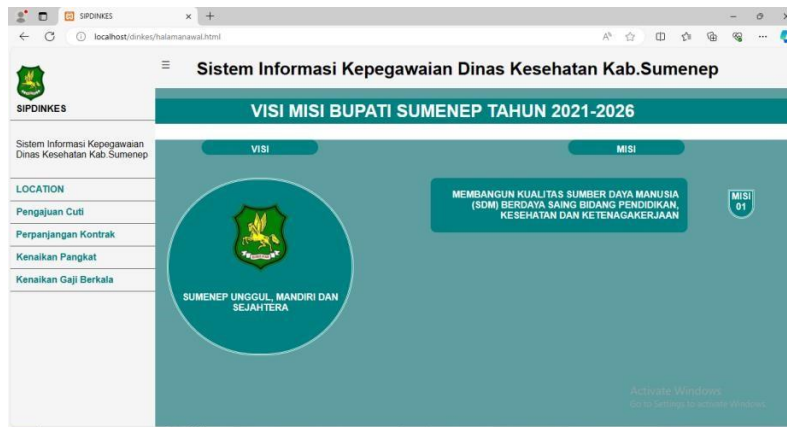 SIPDINKES
localhost/dinkes/halamanawal.html
SIPDINKES
Sistem Informasi Kepegawaian
Dinas Kesehatan Kab.Sumenep
LOCATION
Pengajuan Cuti
Perpanjangan Kontrak
Kenaikan Pangkat
Kenaikan Gaji Berkala
Sistem Informasi Kepegawaian Dinas Kesehatan Kab.Sumenep
VISI MISI BUPATI SUMENEP TAHUN 2021-2026
VISI
SUMENEP UNGGUL, MANDIRI DAN
SEJAHTERA
MISI
MEMBANGUN KUALITAS SUMBER DAYA MANUSIA
(SDM) BERDAYA SAING BIDANG PENDIDIKAN,
KESEHATAN DAN KETENAGAKERJAAN
MISI
01
Activate Windows
Go to Settings to activate Windows.